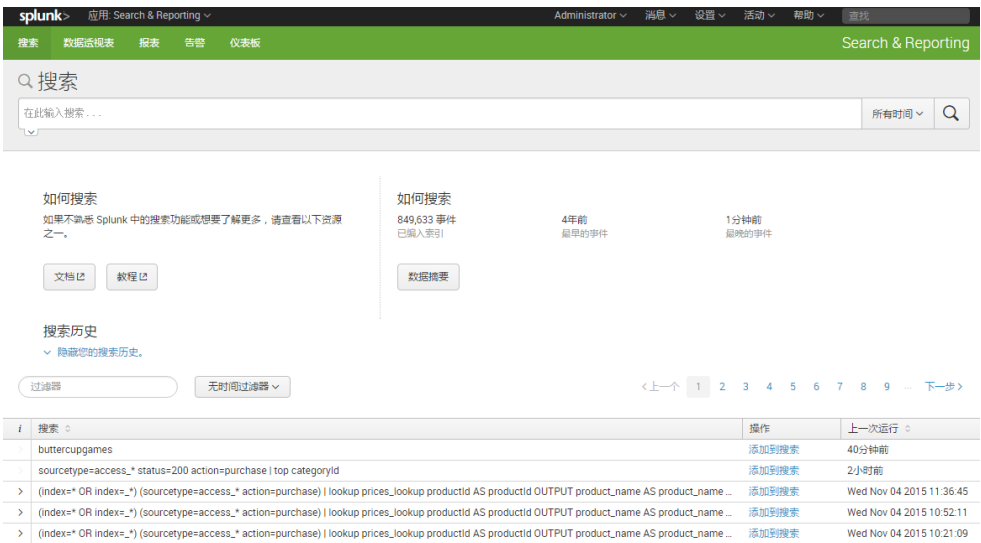 splunk> 应用: Search & Reporting Administrator 消息 设置 活动 帮助 查找
搜索 数据透视表 报表 告警 仪表板 Search & Reporting
搜索
在此输入搜索 . . . 所有时间
如何搜索
如果不熟悉 Splunk 中的搜索功能或想要了解更多，请查看以下资源
之一。
文档 教程
如何搜索
849,633 事件 4年前 1分钟前
已编入索引 最早的事件 最晚的事件
数据摘要
搜索历史
隐藏您的搜索历史。
过滤器 无时间过滤器 <上一个 1 2 3 4 5 6 7 8 9 ... 下一步>
i 搜索 操作 上一次运行
buttercupgames 添加到搜索 40分钟前
sourcetype=access_* status=200 action=purchase | top categoryId 添加到搜索 2小时前
> (index=* OR index=_*) (sourcetype=access_* action=purchase) | lookup prices_lookup productId AS productId OUTPUT product_name AS product_name ... 添加到搜索 Wed Nov 04 2015 11:36:45
> (index=* OR index=_*) (sourcetype=access_* action=purchase) | lookup prices_lookup productId AS productId OUTPUT product_name AS product_name ... 添加到搜索 Wed Nov 04 2015 10:52:11
> (index=* OR index=_*) (sourcetype=access_* action=purchase) | lookup prices_lookup productId AS productId OUTPUT product_name AS product_name ... 添加到搜索 Wed Nov 04 2015 10:21:09